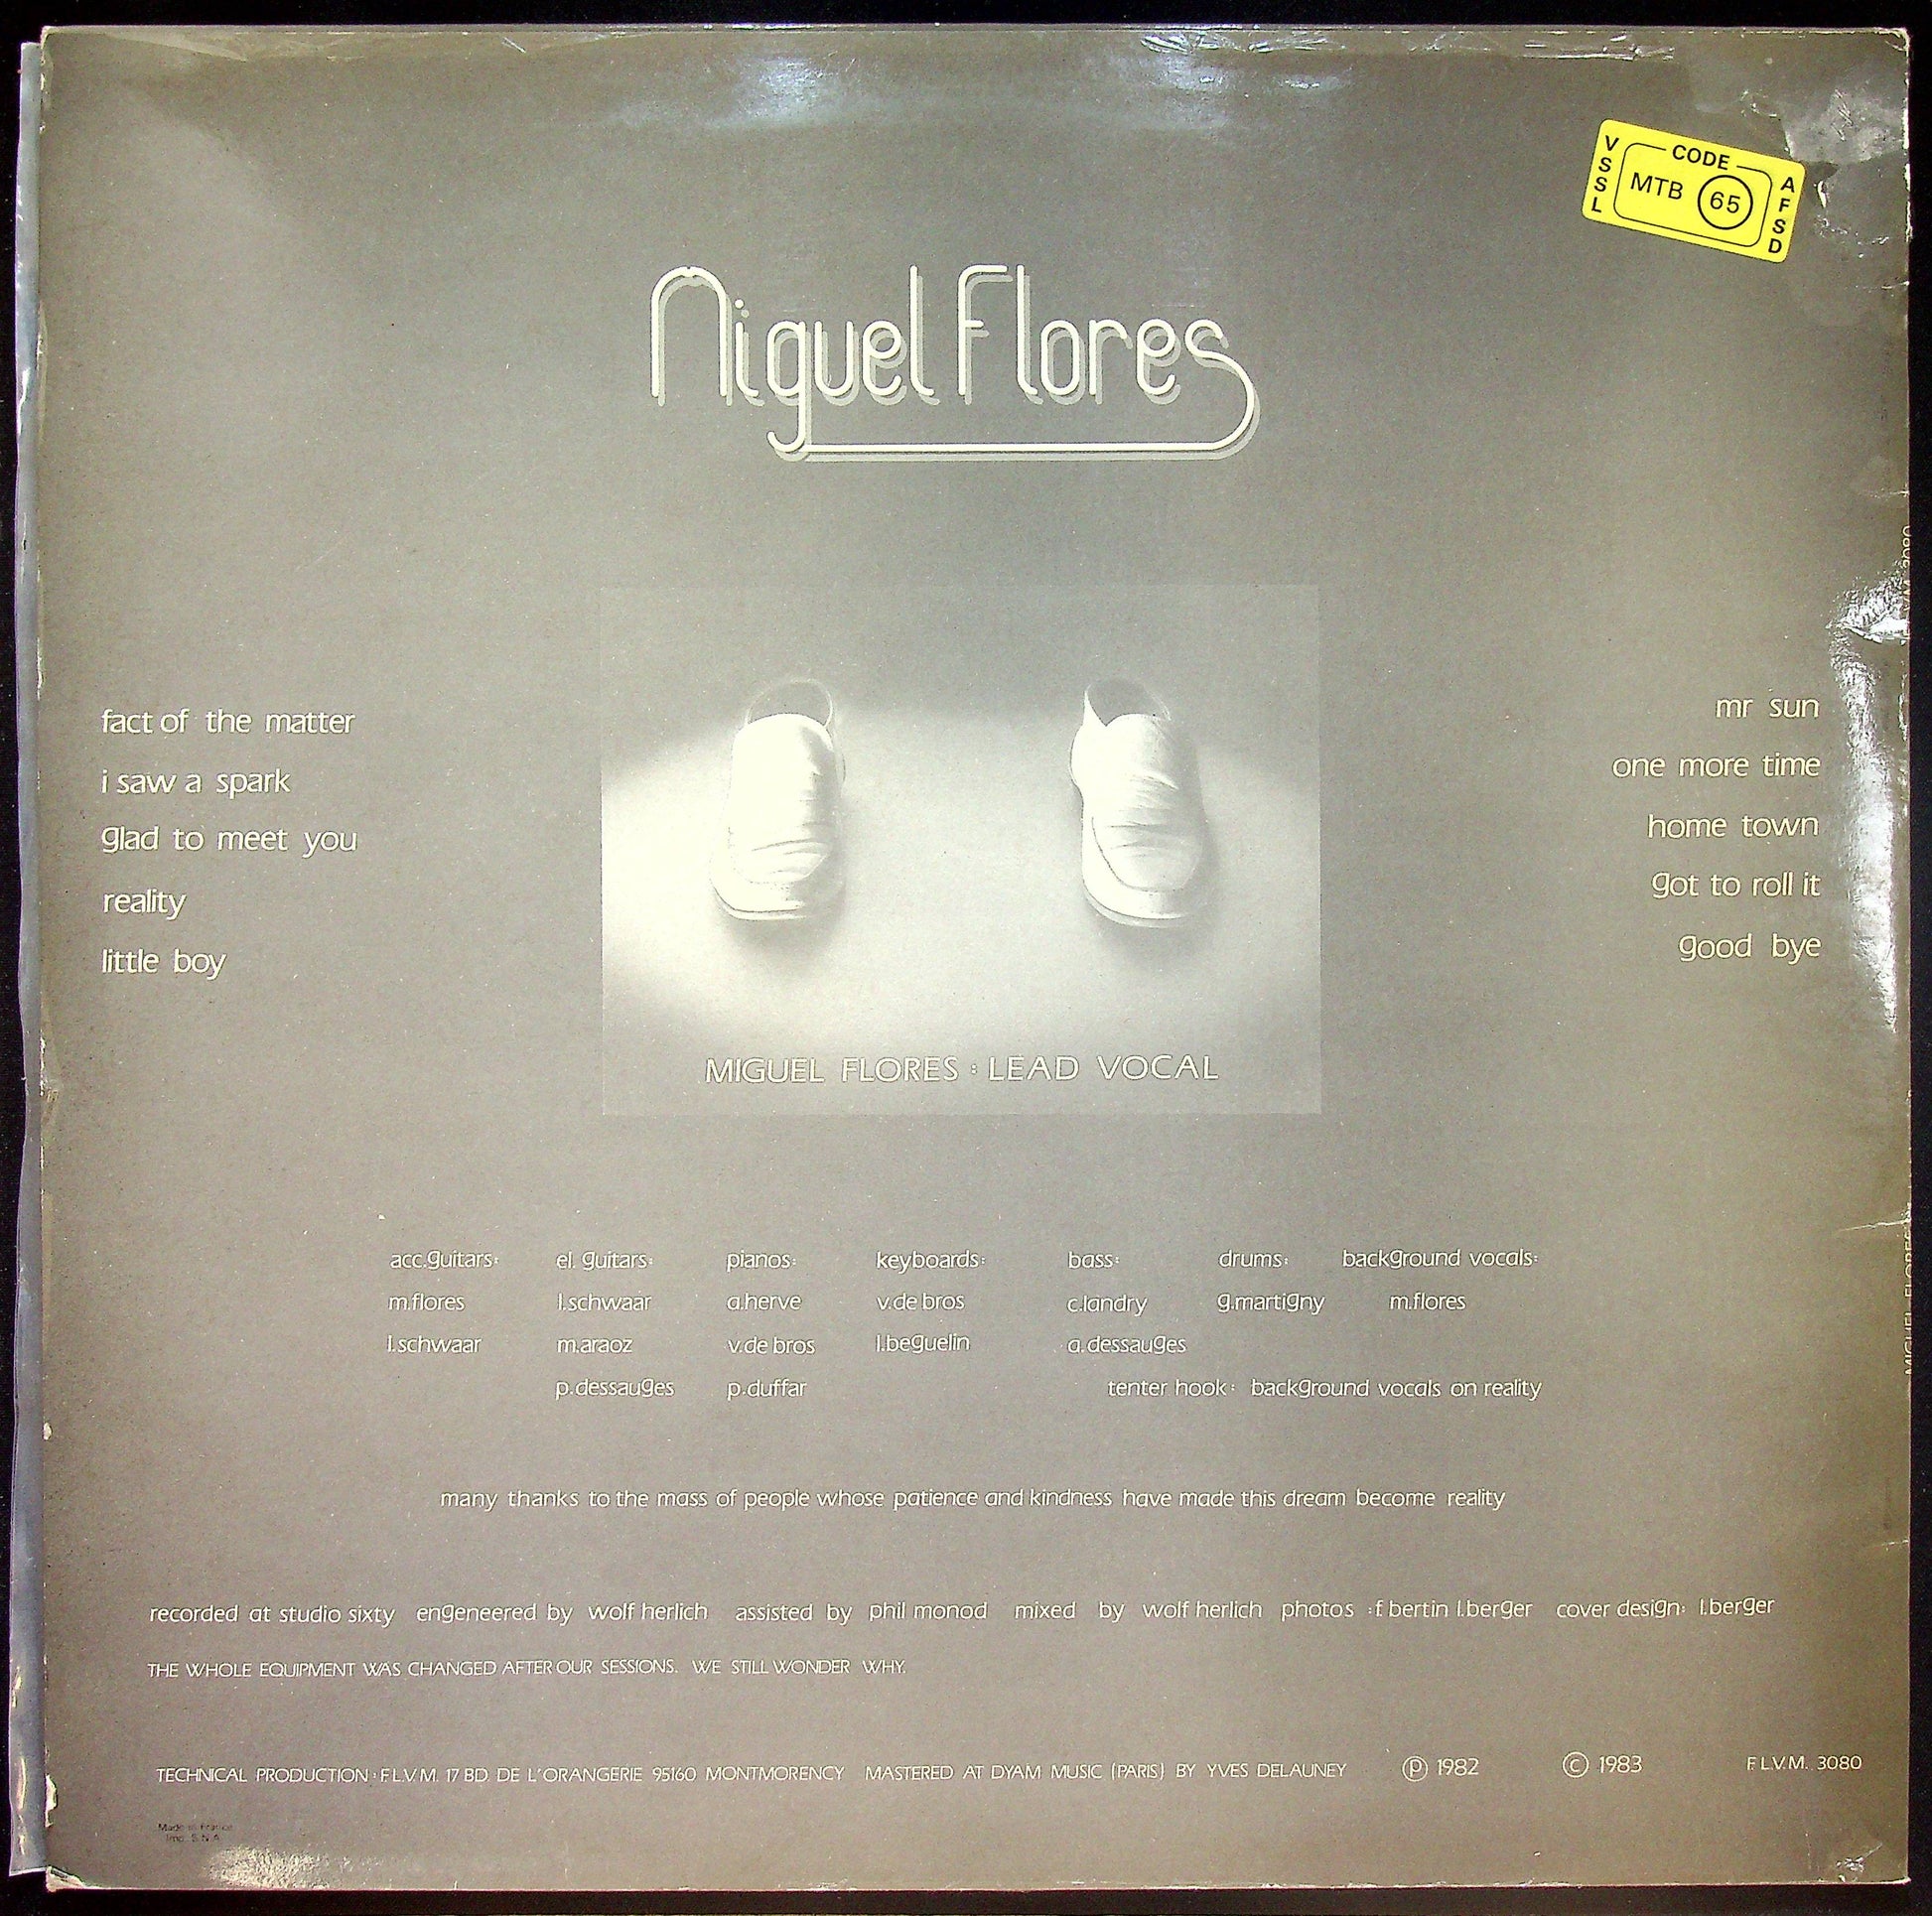 CODE
VSSL
MTB 65
AFSD
Miguel Flores
fact of the matter
i saw a spark
glad to meet you
reality
little boy
mr sun
one more time
home town
got to roll it
good bye
MIGUEL FLORES : LEAD VOCAL
acc.guitars: el. guitars: pianos: keyboards: bass: drums: background vocals:
m.flores l.schwaar a.herve v.de bros c.landry g.martigny m.flores
l.schwaar m.araoz v.de bros l.beguelin a.dessauges
p.dessauges p.duffar tenter hook: background vocals on reality
many thanks to the mass of people whose patience and kindness have made this dream become reality
recorded at studio sixty engeneered by wolf herlich assisted by phil monod mixed by wolf herlich photos :f.bertin l.berger cover design: l.berger
THE WHOLE EQUIPMENT WAS CHANGED AFTER OUR SESSIONS. WE STILL WONDER WHY.
TECHNICAL PRODUCTION : F.L.V.M. 17 BD. DE L'ORANGERIE 95160 MONTMORENCY MASTERED AT DYAM MUSIC (PARIS) BY YVES DELAUNEY ℗ 1982 © 1983 F.L.V.M. 3080
Made in France
Imp. S.N.A.
MIGUEL FLORES